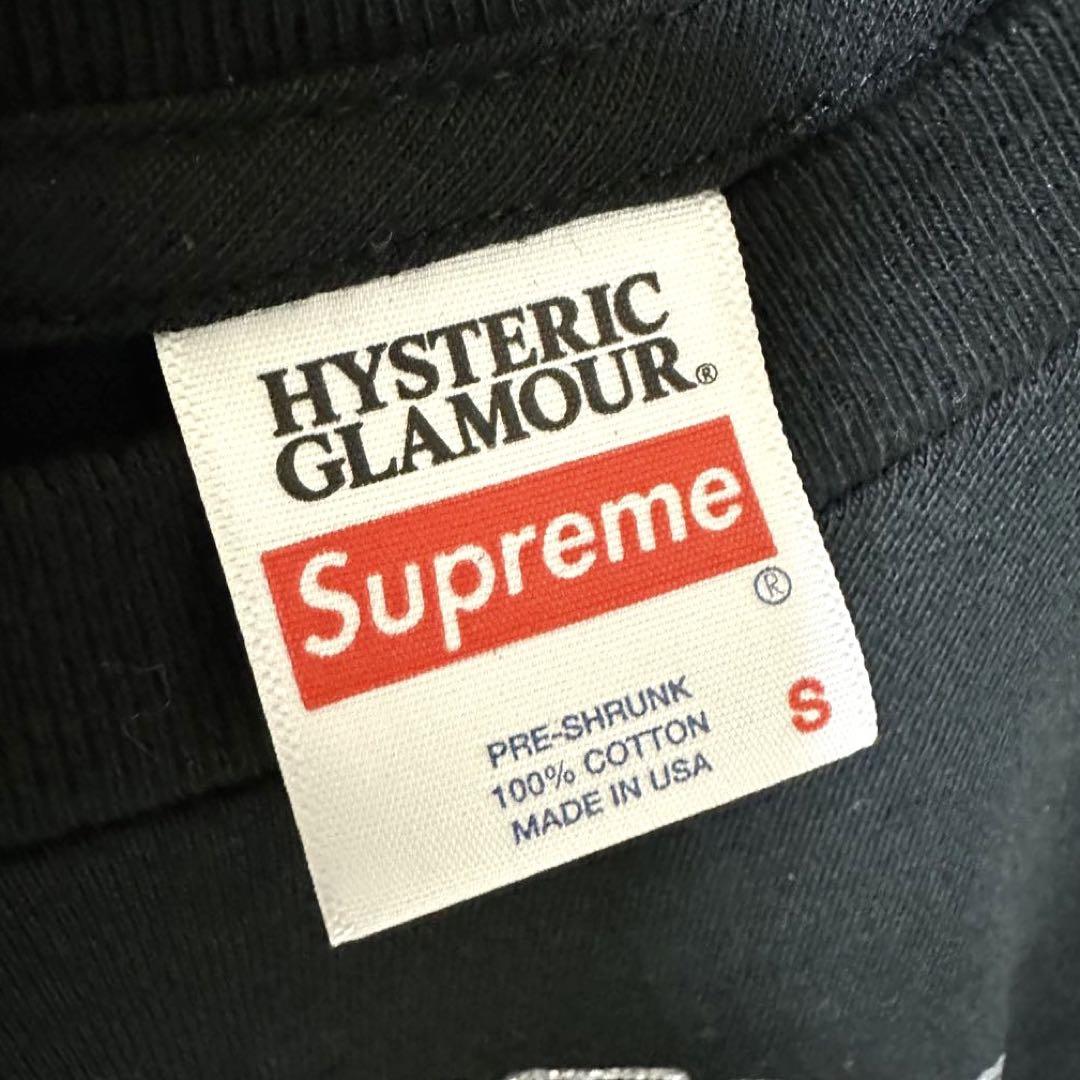 HYSTERIC
GLAMOUR®
Supreme
®
S
PRE-SHRUNK
100% COTTON
MADE IN USA